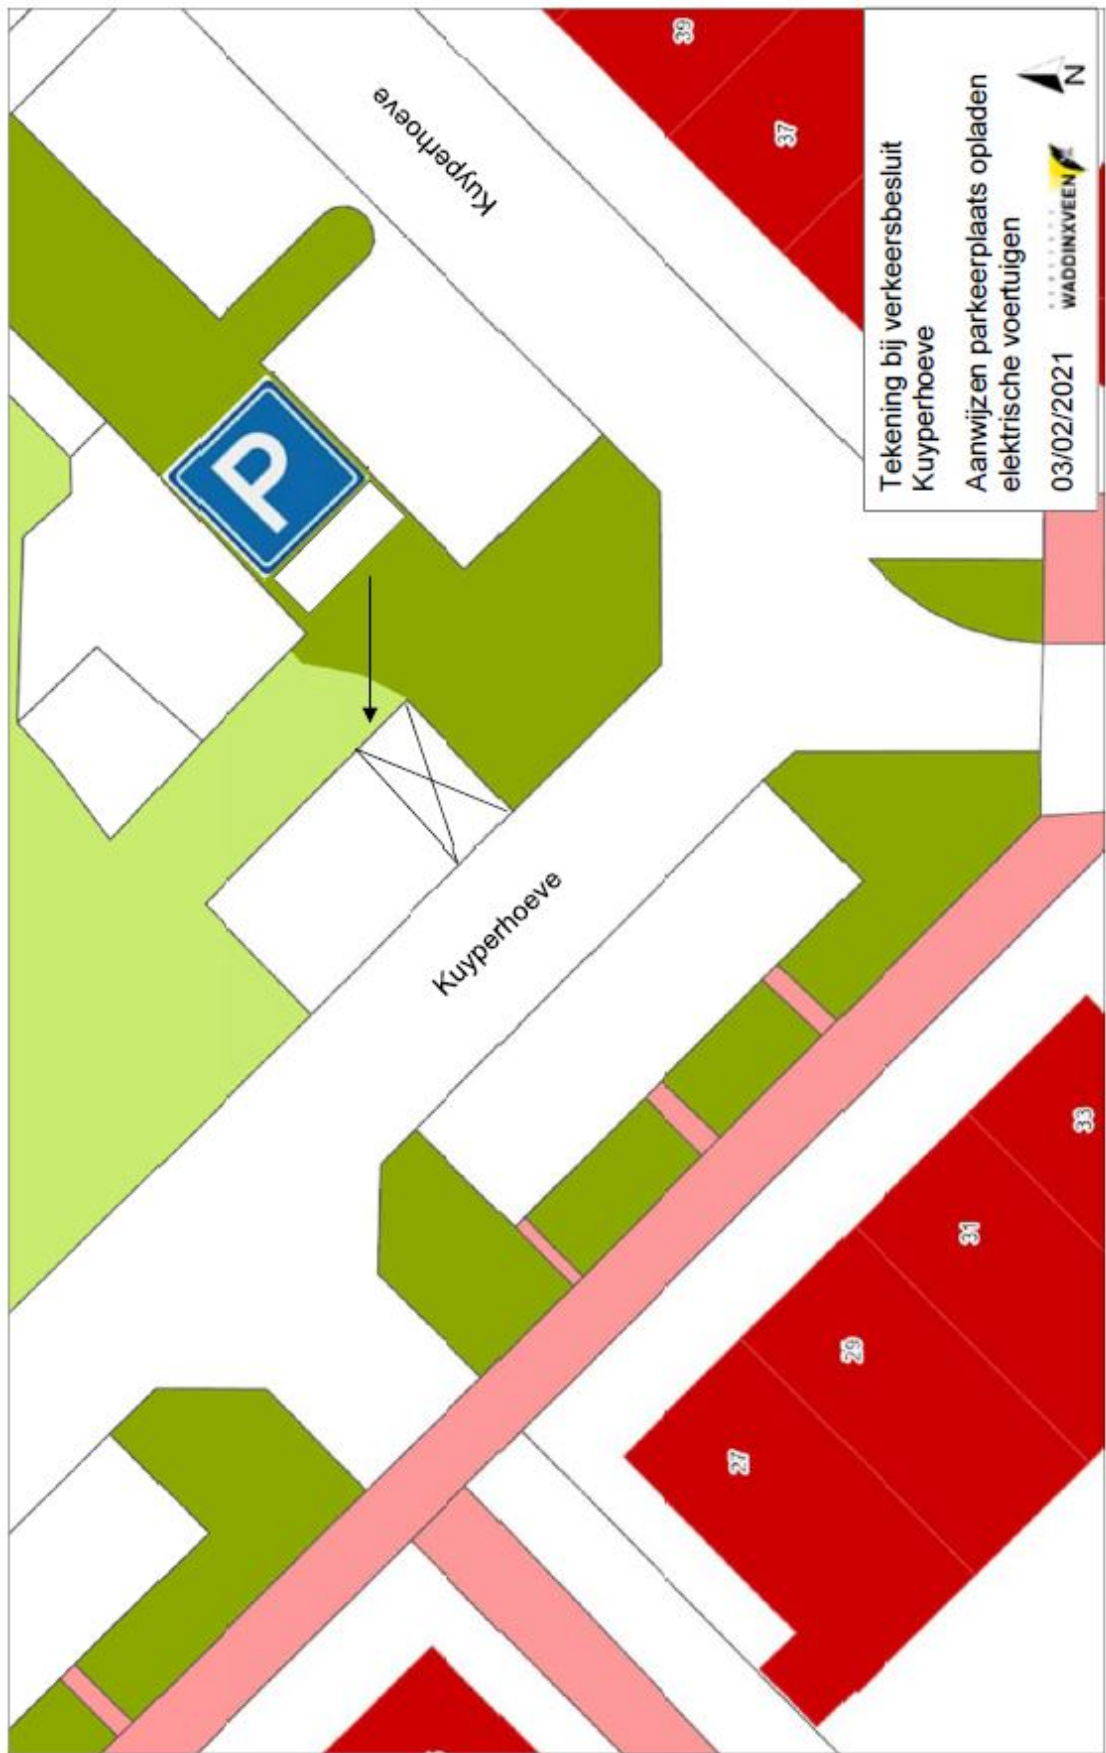 Kuyperhoeve
39
37
Kuyperhoeve
P
33
31
29
27
Tekening bij verkeersbesluit
Kuyperhoeve
Aanwijzen parkeerplaats opladen
elektrische voertuigen
03/02/2021
WADDINXVEEN
N